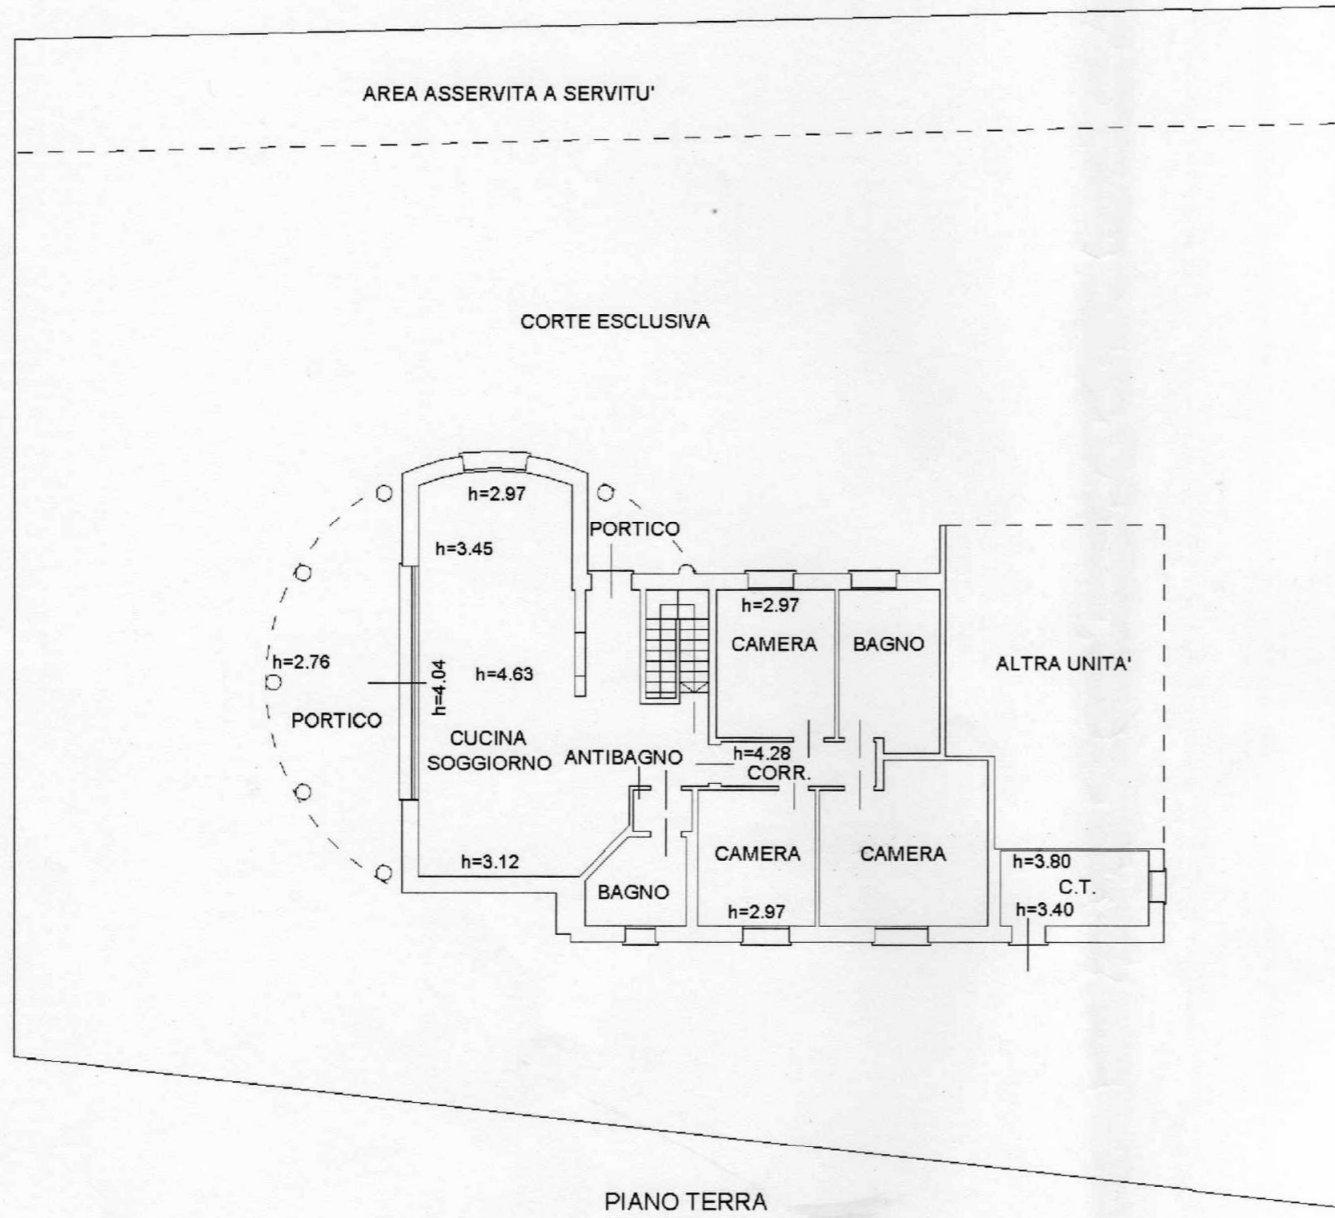 AREA ASSERVITA A SERVITU'
CORTE ESCLUSIVA
h=2.97
PORTICO
h=3.45
h=2.97
CAMERA
BAGNO
ALTRA UNITA'
h=2.76
h=4.63
h=4.04
PORTICO
CUCINA
SOGGIORNO
ANTIBAGNO
h=4.28
CORR.
h=3.12
BAGNO
CAMERA
h=2.97
CAMERA
h=3.80
C.T.
h=3.40
PIANO TERRA